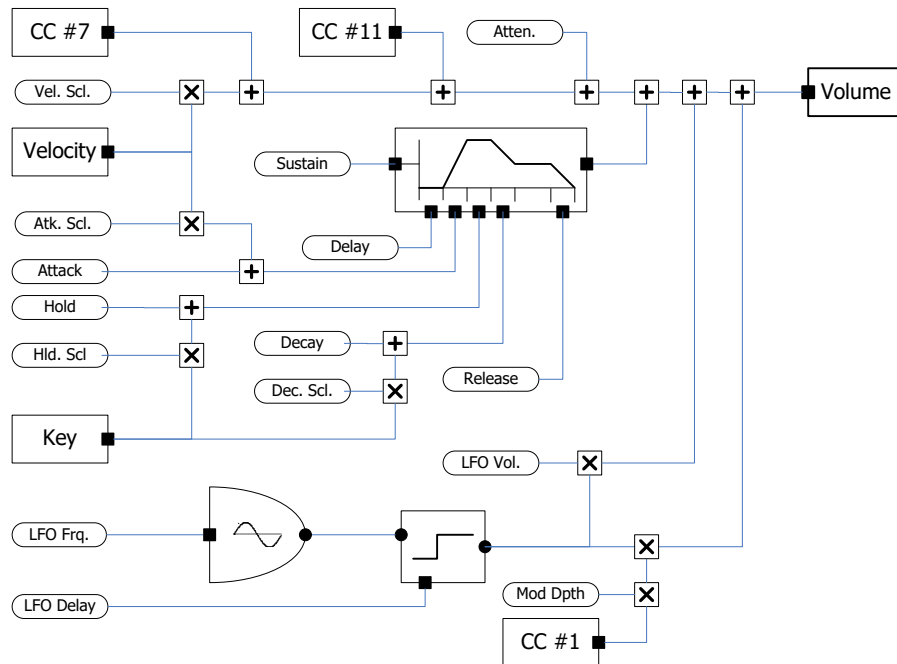 CC #7
CC #11
Atten.
Vel. Scl.
Volume
Velocity
Sustain
Atk. Scl.
Delay
Attack
Hold
Decay
Hld. Scl
Release
Dec. Scl.
Key
LFO Vol.
LFO Frq.
Mod Dpth
LFO Delay
CC #1